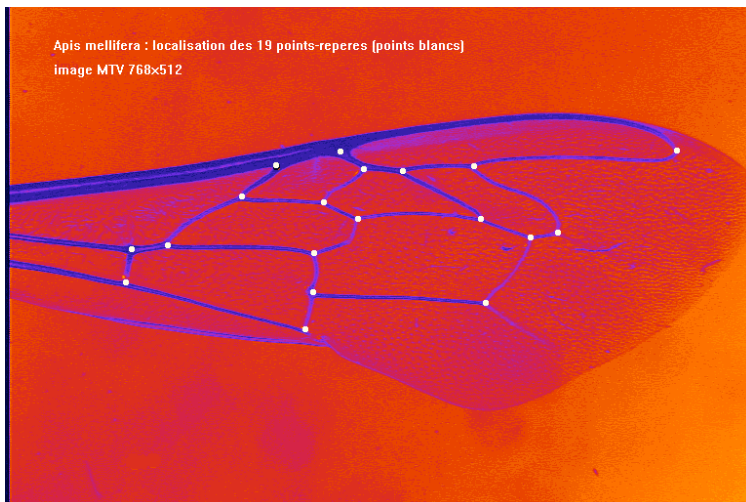 Apis mellifera : localisation des 19 points-reperes (points blancs)
image MTV 768x512